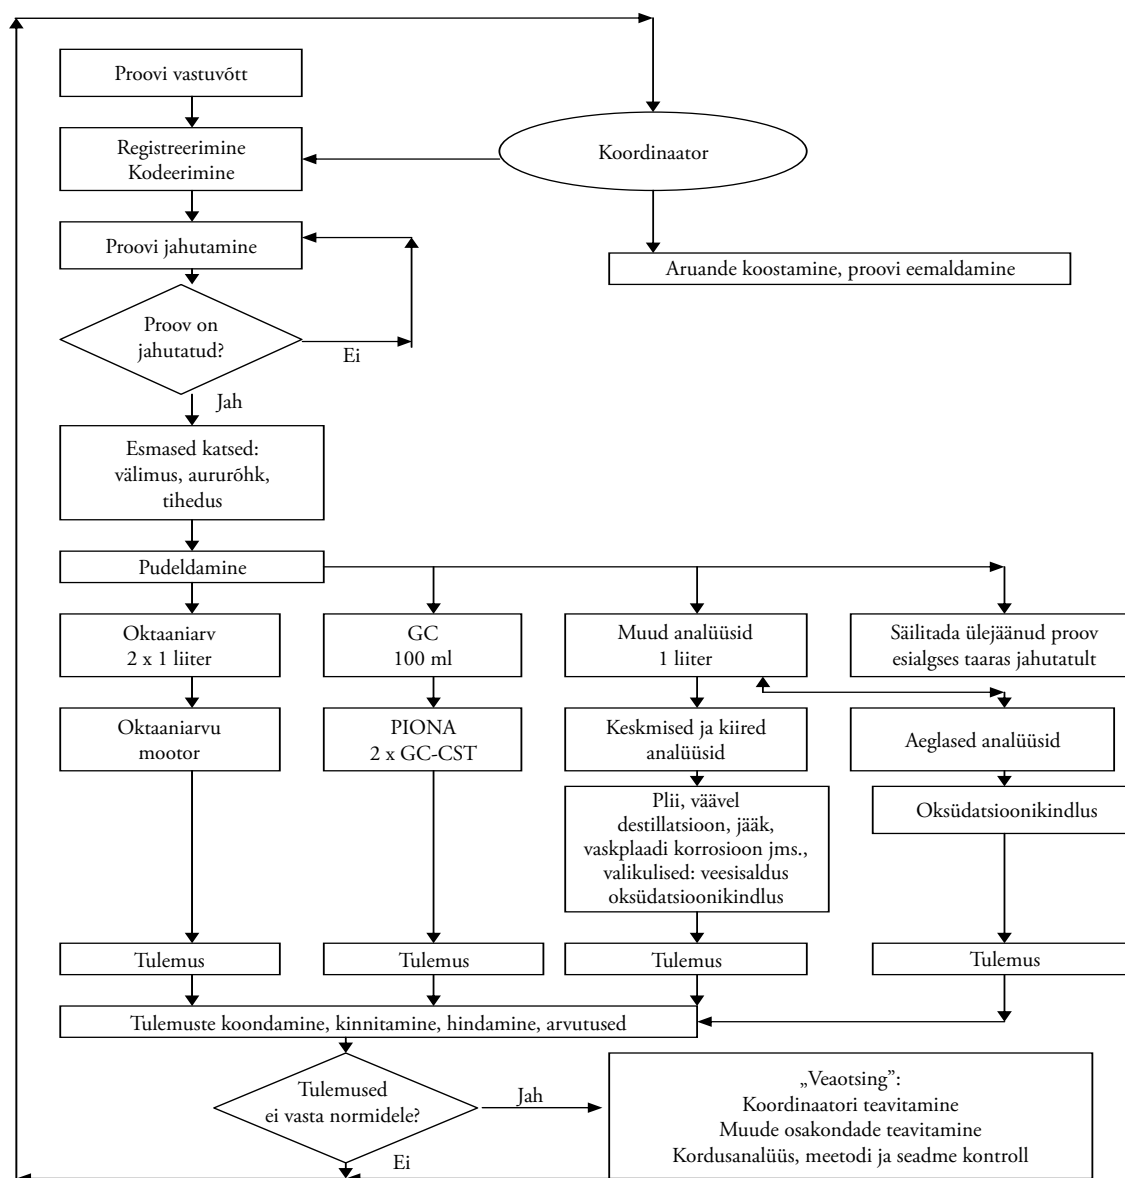 Proovi vastuvõtt
Registreerimine
Kodeerimine
Koordinaator
Proovi jahutamine
Aruande koostamine, proovi eemaldamine
Proov on
jahutatud?
Ei
Jah
Esmased katsed:
välimus, aururõhk,
tihedus
Pudeldamine
Oktaaniarv
2 x 1 liiter
GC
100 ml
Muud analüüsid
1 liiter
Säilitada ülejäänud proov
esialgses taaras jahutatult
Oktaaniarvu
mootor
PIONA
2 x GC-CST
Keskmised ja kiired
analüüsid
Aeglased analüüsid
Plii, väävel
destillatsioon, jääk,
vaskplaadi korrosioon jms.,
valikulised: veesisaldus
oksüdatsioonikindlus
Oksüdatsioonikindlus
Tulemus
Tulemus
Tulemus
Tulemus
Tulemuste koondamine, kinnitamine, hindamine, arvutused
Tulemused
ei vasta normidele?
Jah
Ei
„Veaotsing”:
Koordinaatori teavitamine
Muude osakondade teavitamine
Kordusanalüüs, meetodi ja seadme kontroll